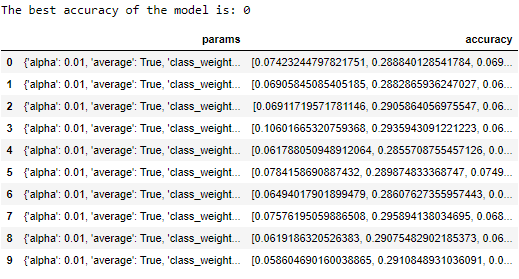 The best accuracy of the model is: 0
params accuracy
0 {'alpha': 0.01, 'average': True, 'class_weight... [0.07423244797821751, 0.288840128541784, 0.069...
1 {'alpha': 0.01, 'average': True, 'class_weight... [0.06905845085405185, 0.2882865936247027, 0.06...
2 {'alpha': 0.01, 'average': True, 'class_weight... [0.06911719571781146, 0.2905864056975547, 0.06...
3 {'alpha': 0.01, 'average': True, 'class_weight... [0.10601665320759368, 0.2935943091221223, 0.06...
4 {'alpha': 0.01, 'average': True, 'class_weight... [0.061788050948912064, 0.2855708755457126, 0.0...
5 {'alpha': 0.01, 'average': True, 'class_weight... [0.0784158690887432, 0.289874833368747, 0.0749...
6 {'alpha': 0.01, 'average': True, 'class_weight... [0.06494017901899479, 0.28607627355957443, 0.0...
7 {'alpha': 0.01, 'average': True, 'class_weight... [0.07576195059886508, 0.295894138034695, 0.068...
8 {'alpha': 0.01, 'average': True, 'class_weight... [0.0619186320526383, 0.29075482902185373, 0.06...
9 {'alpha': 0.01, 'average': True, 'class_weight... [0.058604690160038865, 0.2910848931036091, 0.0...